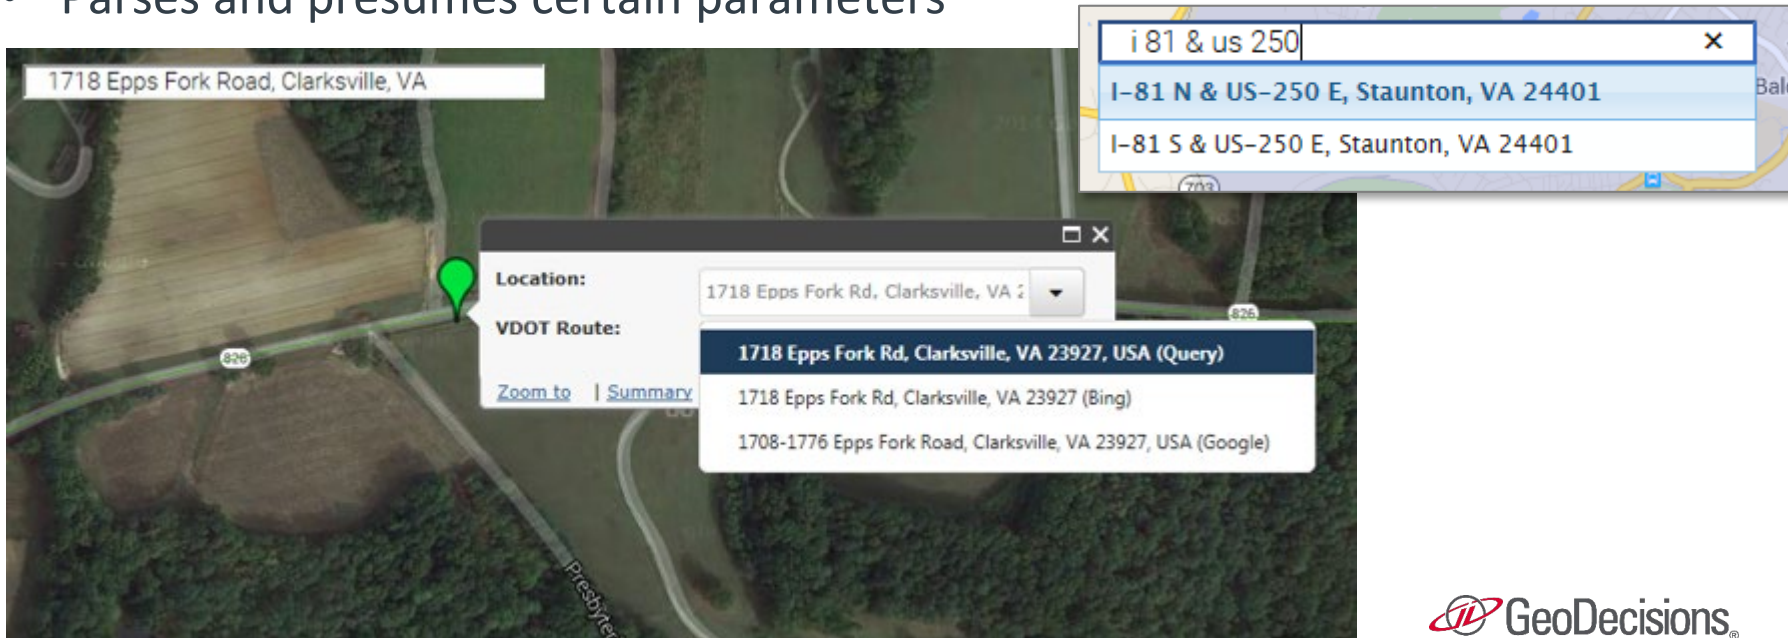 • Parses and presumes certain parameters
i 81 & us 250
I-81 N & US-250 E, Staunton, VA 24401
I-81 S & US-250 E, Staunton, VA 24401
703
1718 Epps Fork Road, Clarksville, VA
Location:
1718 Epps Fork Rd, Clarksville, VA
VDOT Route:
826
826
1718 Epps Fork Rd, Clarksville, VA 23927, USA (Query)
1718 Epps Fork Rd, Clarksville, VA 23927 (Bing)
1708-1776 Epps Fork Road, Clarksville, VA 23927, USA (Google)
Zoom to | Summary
GeoDecisions®